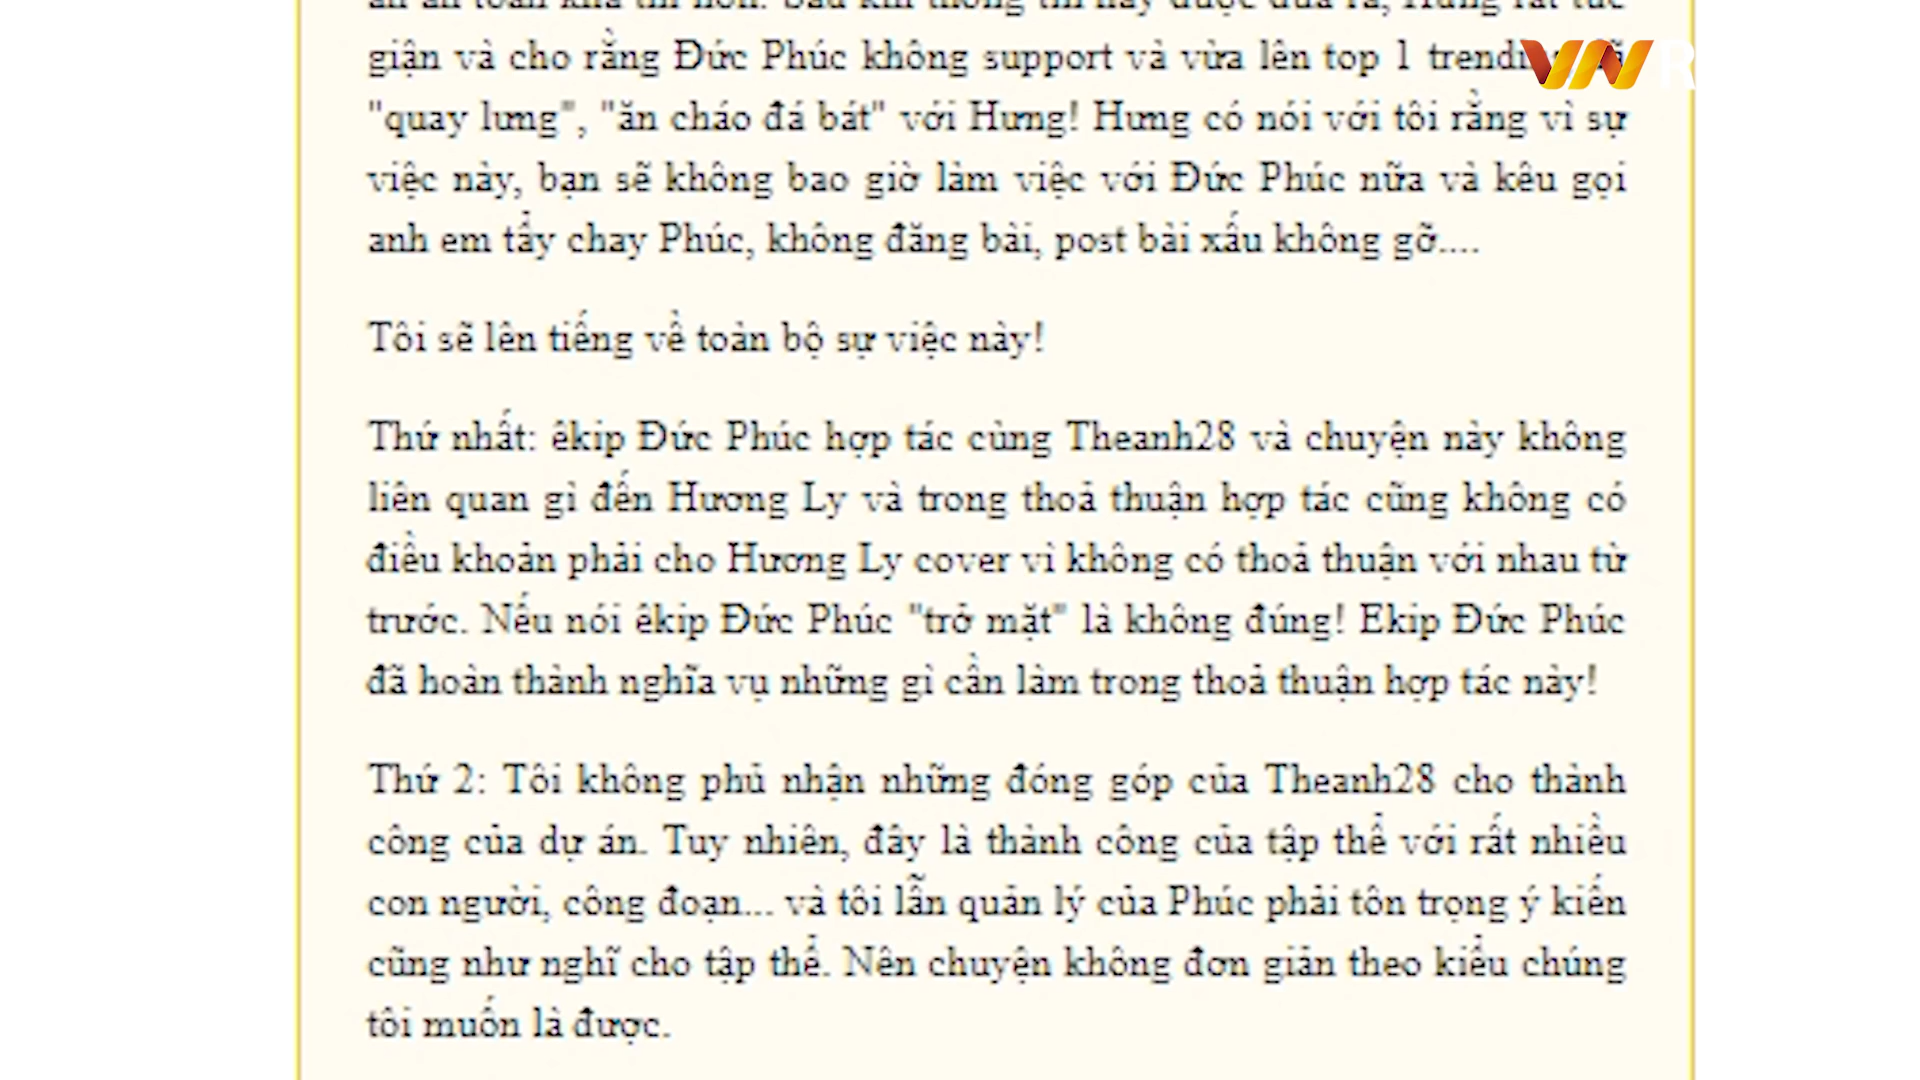 giận và cho rằng Đức Phúc không support và vừa lên top 1
"quay lưng", "ăn cháo đá bát" với Hưng! Hưng có nói với tôi rằng vì sự
việc này, bạn sẽ không bao giờ làm việc với Đức Phúc nữa và kêu gọi
anh em tẩy chay Phúc, không đăng bài, post bài xấu không gỡ....
Tôi sẽ lên tiếng về toàn bộ sự việc này!
Thứ nhất: êkip Đức Phúc hợp tác cùng Theanh28 và chuyện này không
liên quan gì đến Hương Ly và trong thoả thuận hợp tác cũng không có
điều khoản phải cho Hương Ly cover vì không có thoả thuận với nhau từ
trước. Nếu nói êkip Đức Phúc "trở mặt" là không đúng! Ekip Đức Phúc
đã hoàn thành nghĩa vụ những gì cần làm trong thoả thuận hợp tác này!
Thứ 2: Tôi không phủ nhận những đóng góp của Theanh28 cho thành
công của dự án. Tuy nhiên, đây là thành công của tập thể với rất nhiều
con người, công đoạn... và tôi lẫn quản lý của Phúc phải tôn trọng ý kiến
cũng như nghĩ cho tập thể. Nên chuyện không đơn giản theo kiểu chúng
tôi muốn là được.
VN